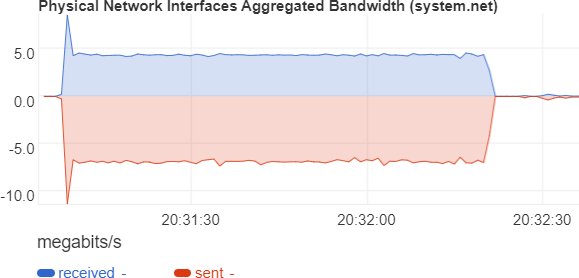 Physical Network Interfaces Aggregated Bandwidth (system.net)
5.0
0.0
-5.0
-10.0
20:31:30 20:32:00 20:32:30
megabits/s
received - sent -